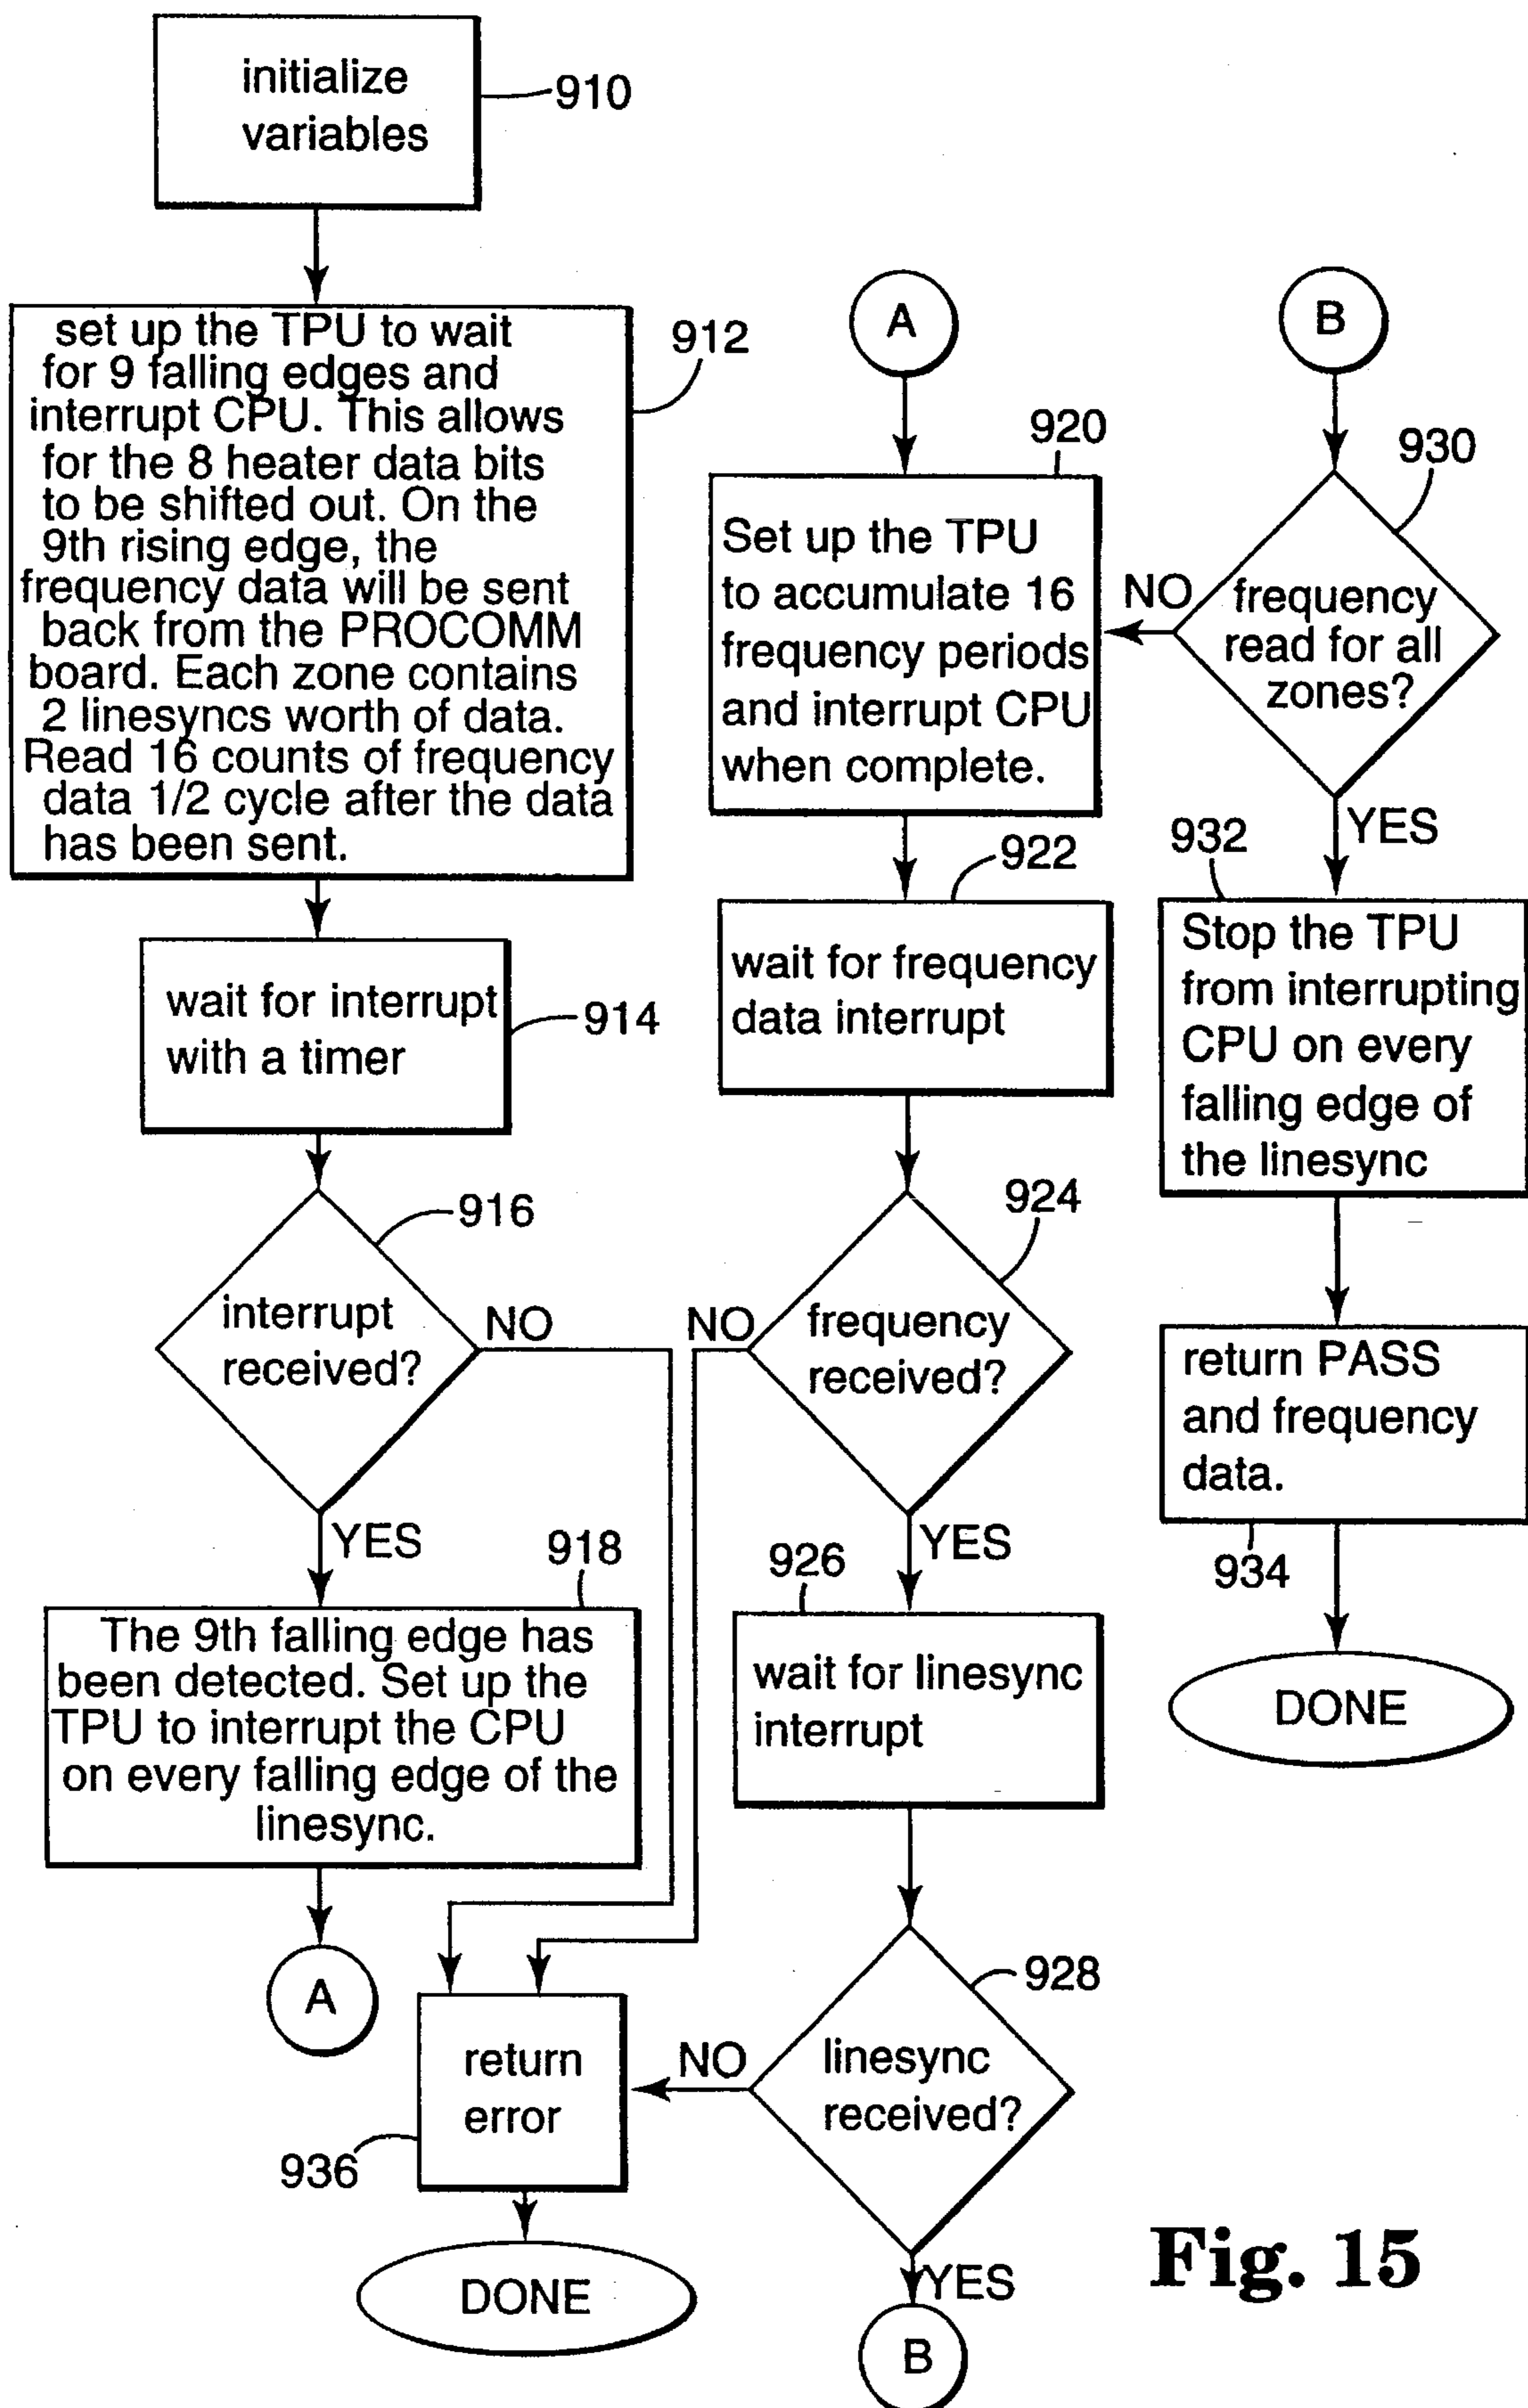 initialize
variables
910
set up the TPU to wait
for 9 falling edges and
interrupt CPU. This allows
for the 8 heater data bits
to be shifted out. On the
9th rising edge, the
frequency data will be sent
back from the PROCOMM
board. Each zone contains
2 linesyncs worth of data.
Read 16 counts of frequency
data 1/2 cycle after the data
has been sent.
912
wait for interrupt
with a timer
914
916
interrupt
received?
NO
YES
918
The 9th falling edge has
been detected. Set up the
TPU to interrupt the CPU
on every falling edge of the
linesync.
A
A
920
Set up the TPU
to accumulate 16
frequency periods
and interrupt CPU
when complete.
922
wait for frequency
data interrupt
924
NO
frequency
received?
YES
926
wait for linesync
interrupt
928
linesync
received?
NO
return
error
936
DONE
YES
B
B
930
NO
frequency
read for all
zones?
YES
932
Stop the TPU
from interrupting
CPU on every
falling edge of
the linesync
return PASS
and frequency
data.
934
DONE
Fig. 15